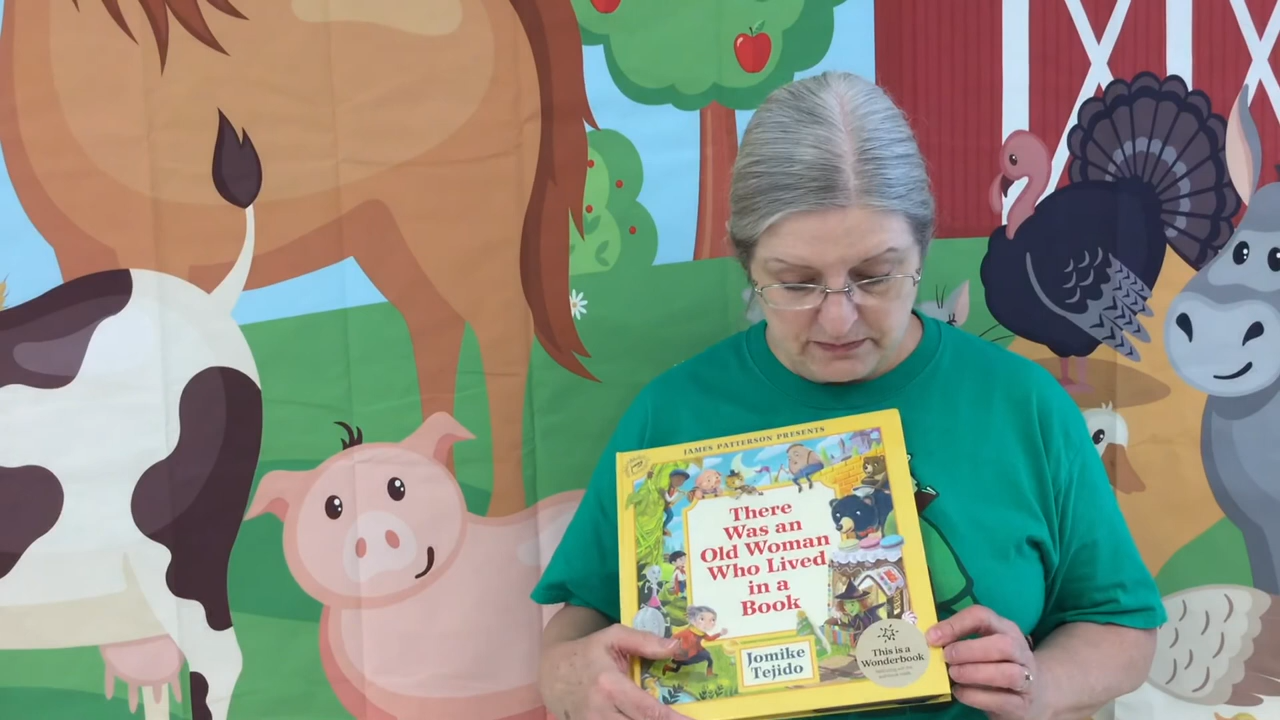 JAMES PATTERSON PRESENTS
There
Was an
Old Woman
Who Lived
in a
Book
Jomike
Tejido
This is a
Wonderbook